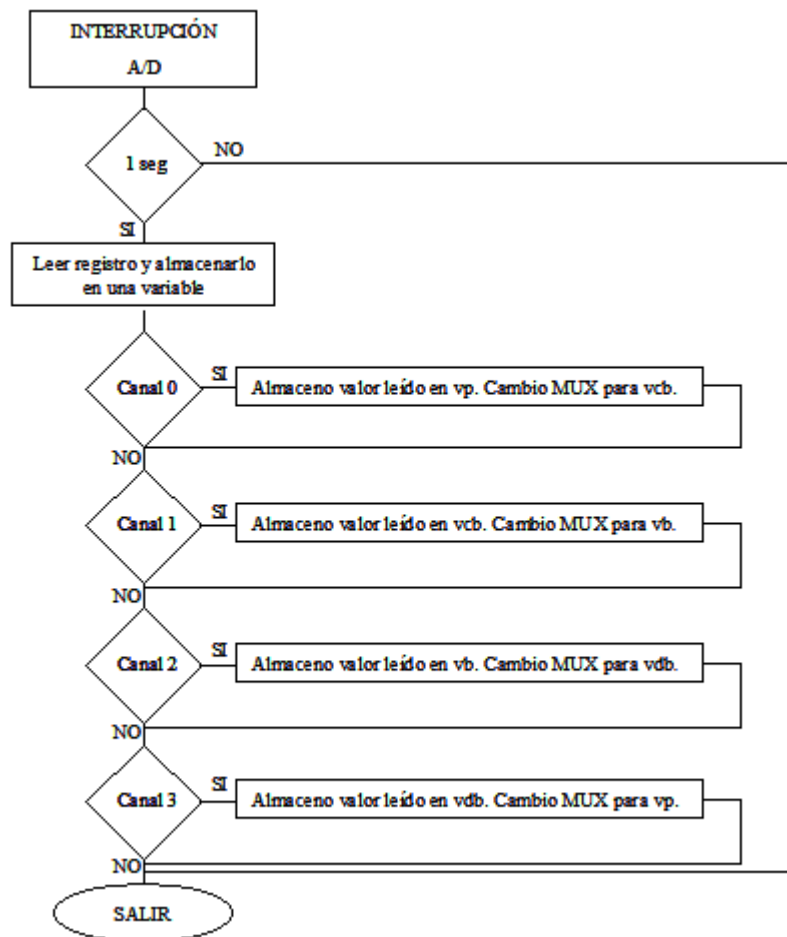 INTERRUPCIÓN
A/D
1 seg
NO
SI
Leer registro y almacenarlo
en una variable
Canal 0
SI
Almaceno valor leído en vp. Cambio MUX para vcb.
NO
Canal 1
SI
Almaceno valor leído en vcb. Cambio MUX para vb.
NO
Canal 2
SI
Almaceno valor leído en vb. Cambio MUX para vdb.
NO
Canal 3
SI
Almaceno valor leído en vdb. Cambio MUX para vp.
NO
SALIR